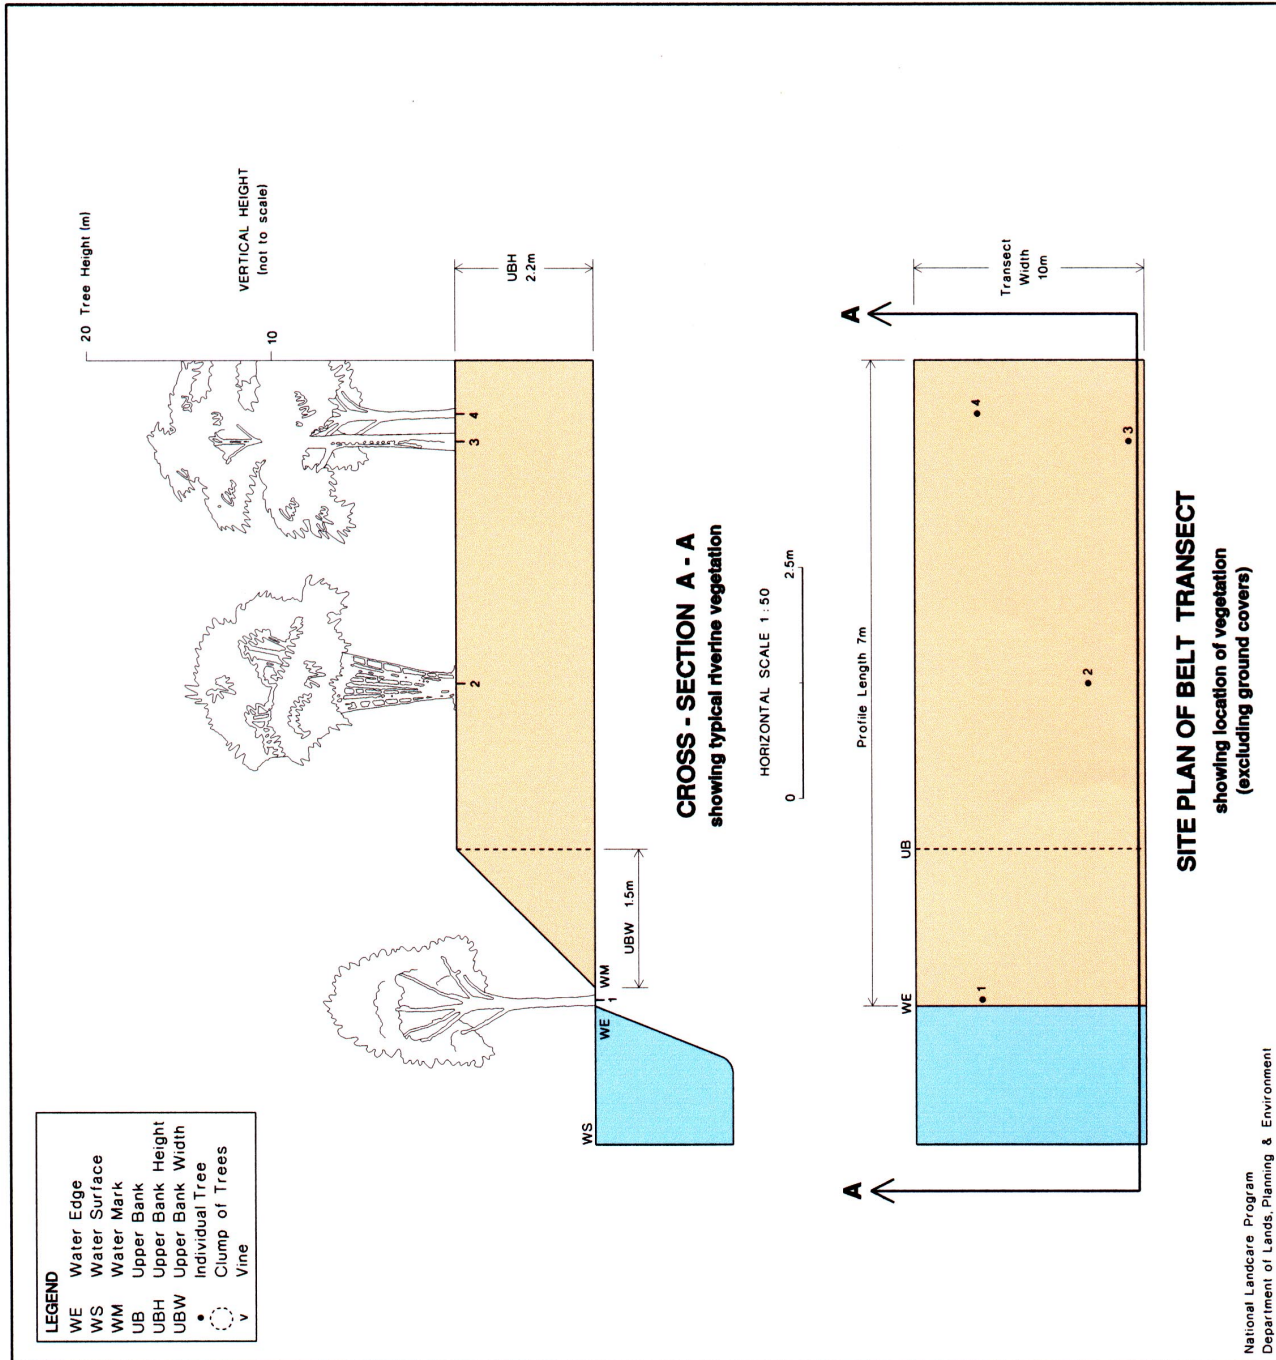 LEGEND
WE Water Edge
WS Water Surface
WM Water Mark
UB Upper Bank
UBH Upper Bank Height
UBW Upper Bank Width
• Individual Tree
Clump of Trees
v Vine
20 Tree Height (m)
10
VERTICAL HEIGHT
(not to scale)
UBH
2.2m
WS
WE
1
WM
UBW 1.5m
2
3
4
CROSS - SECTION A - A
showing typical riverine vegetation
HORIZONTAL SCALE 1 : 50
0
2.5m
Profile Length 7m
A
A
WE
UB
1
2
3
4
Transect
Width
10m
SITE PLAN OF BELT TRANSECT
showing location of vegetation
(excluding ground covers)
National Landcare Program
Department of Lands, Planning & Environment